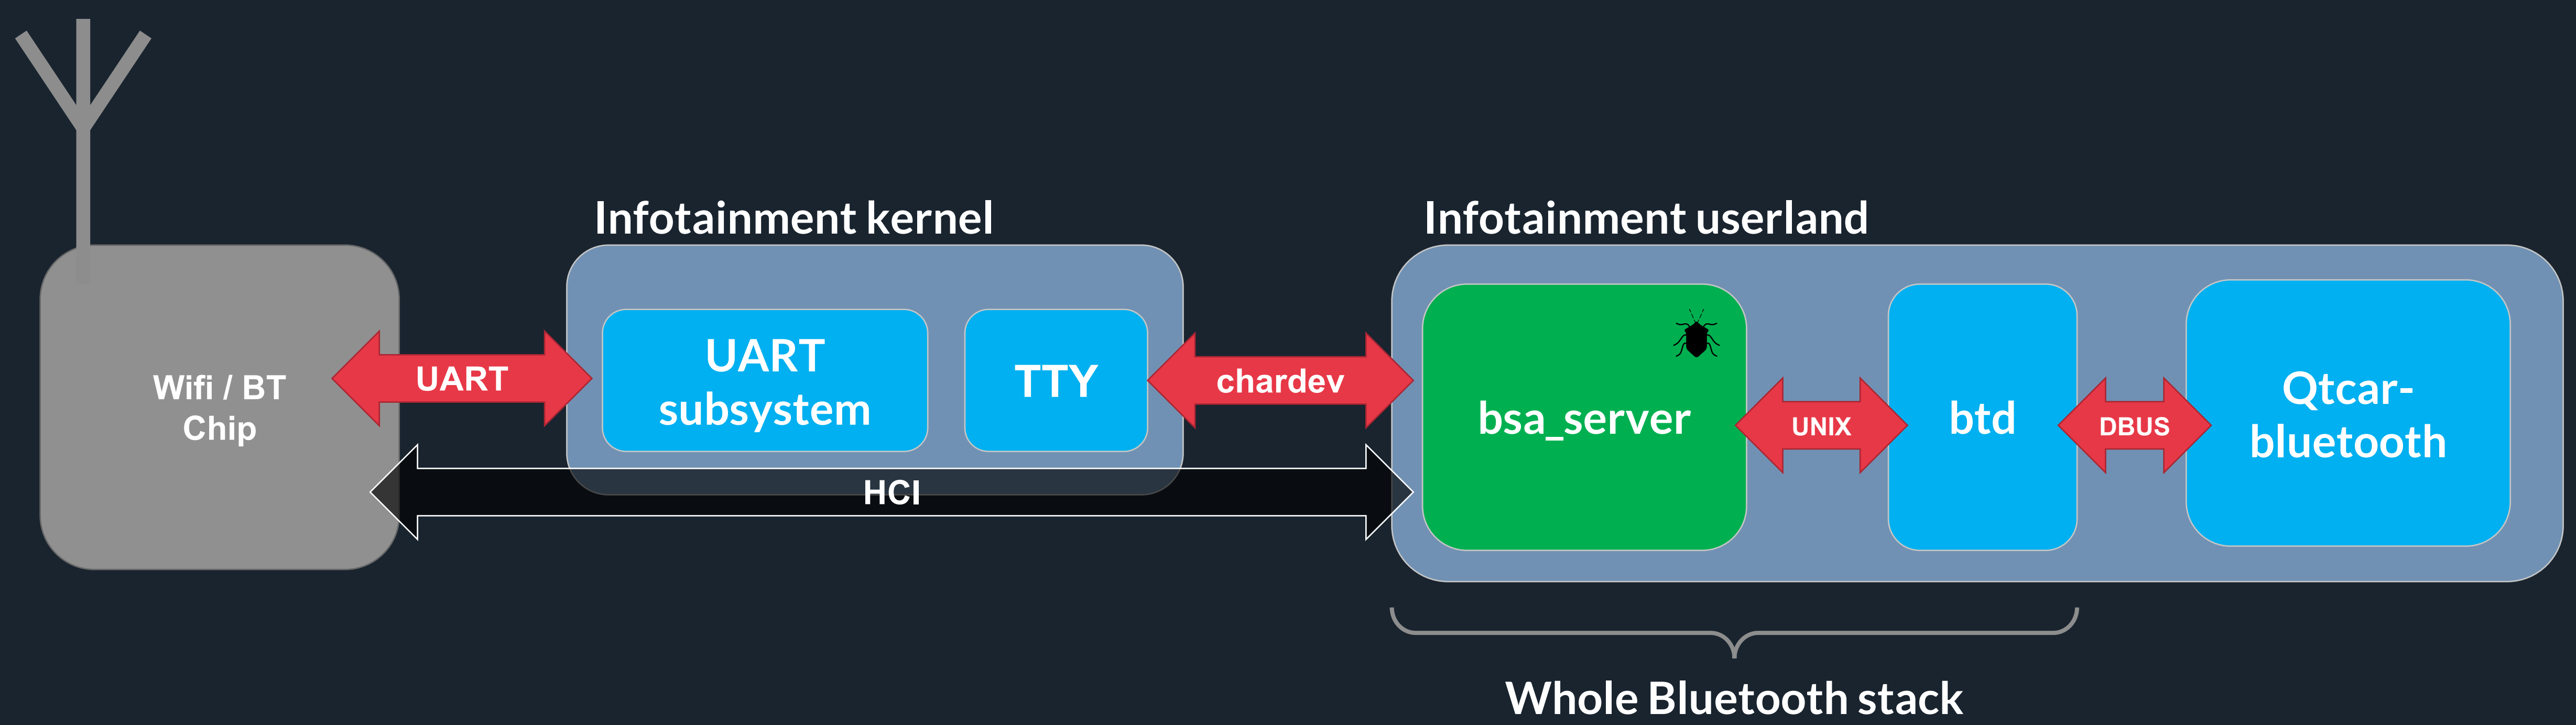 Infotainment kernel
Infotainment userland
Wifi / BT
Chip
UART
UART
subsystem
TTY
chardev
HCI
bsa_server
UNIX
btd
DBUS
Qtcar-
bluetooth
Whole Bluetooth stack